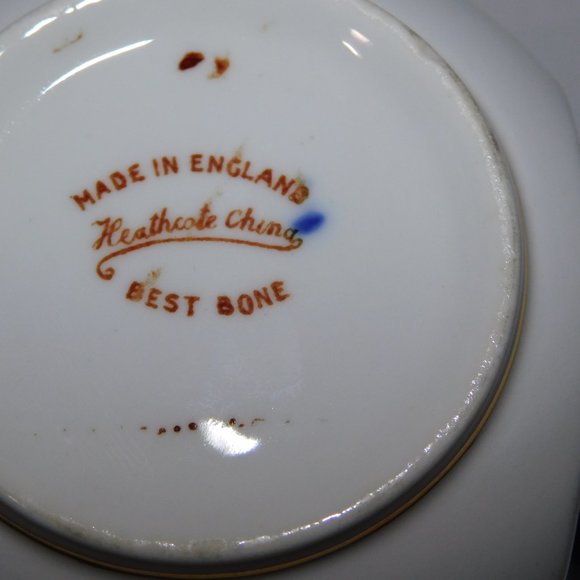 MADE IN ENGLAND
Heathcote China
BEST BONE